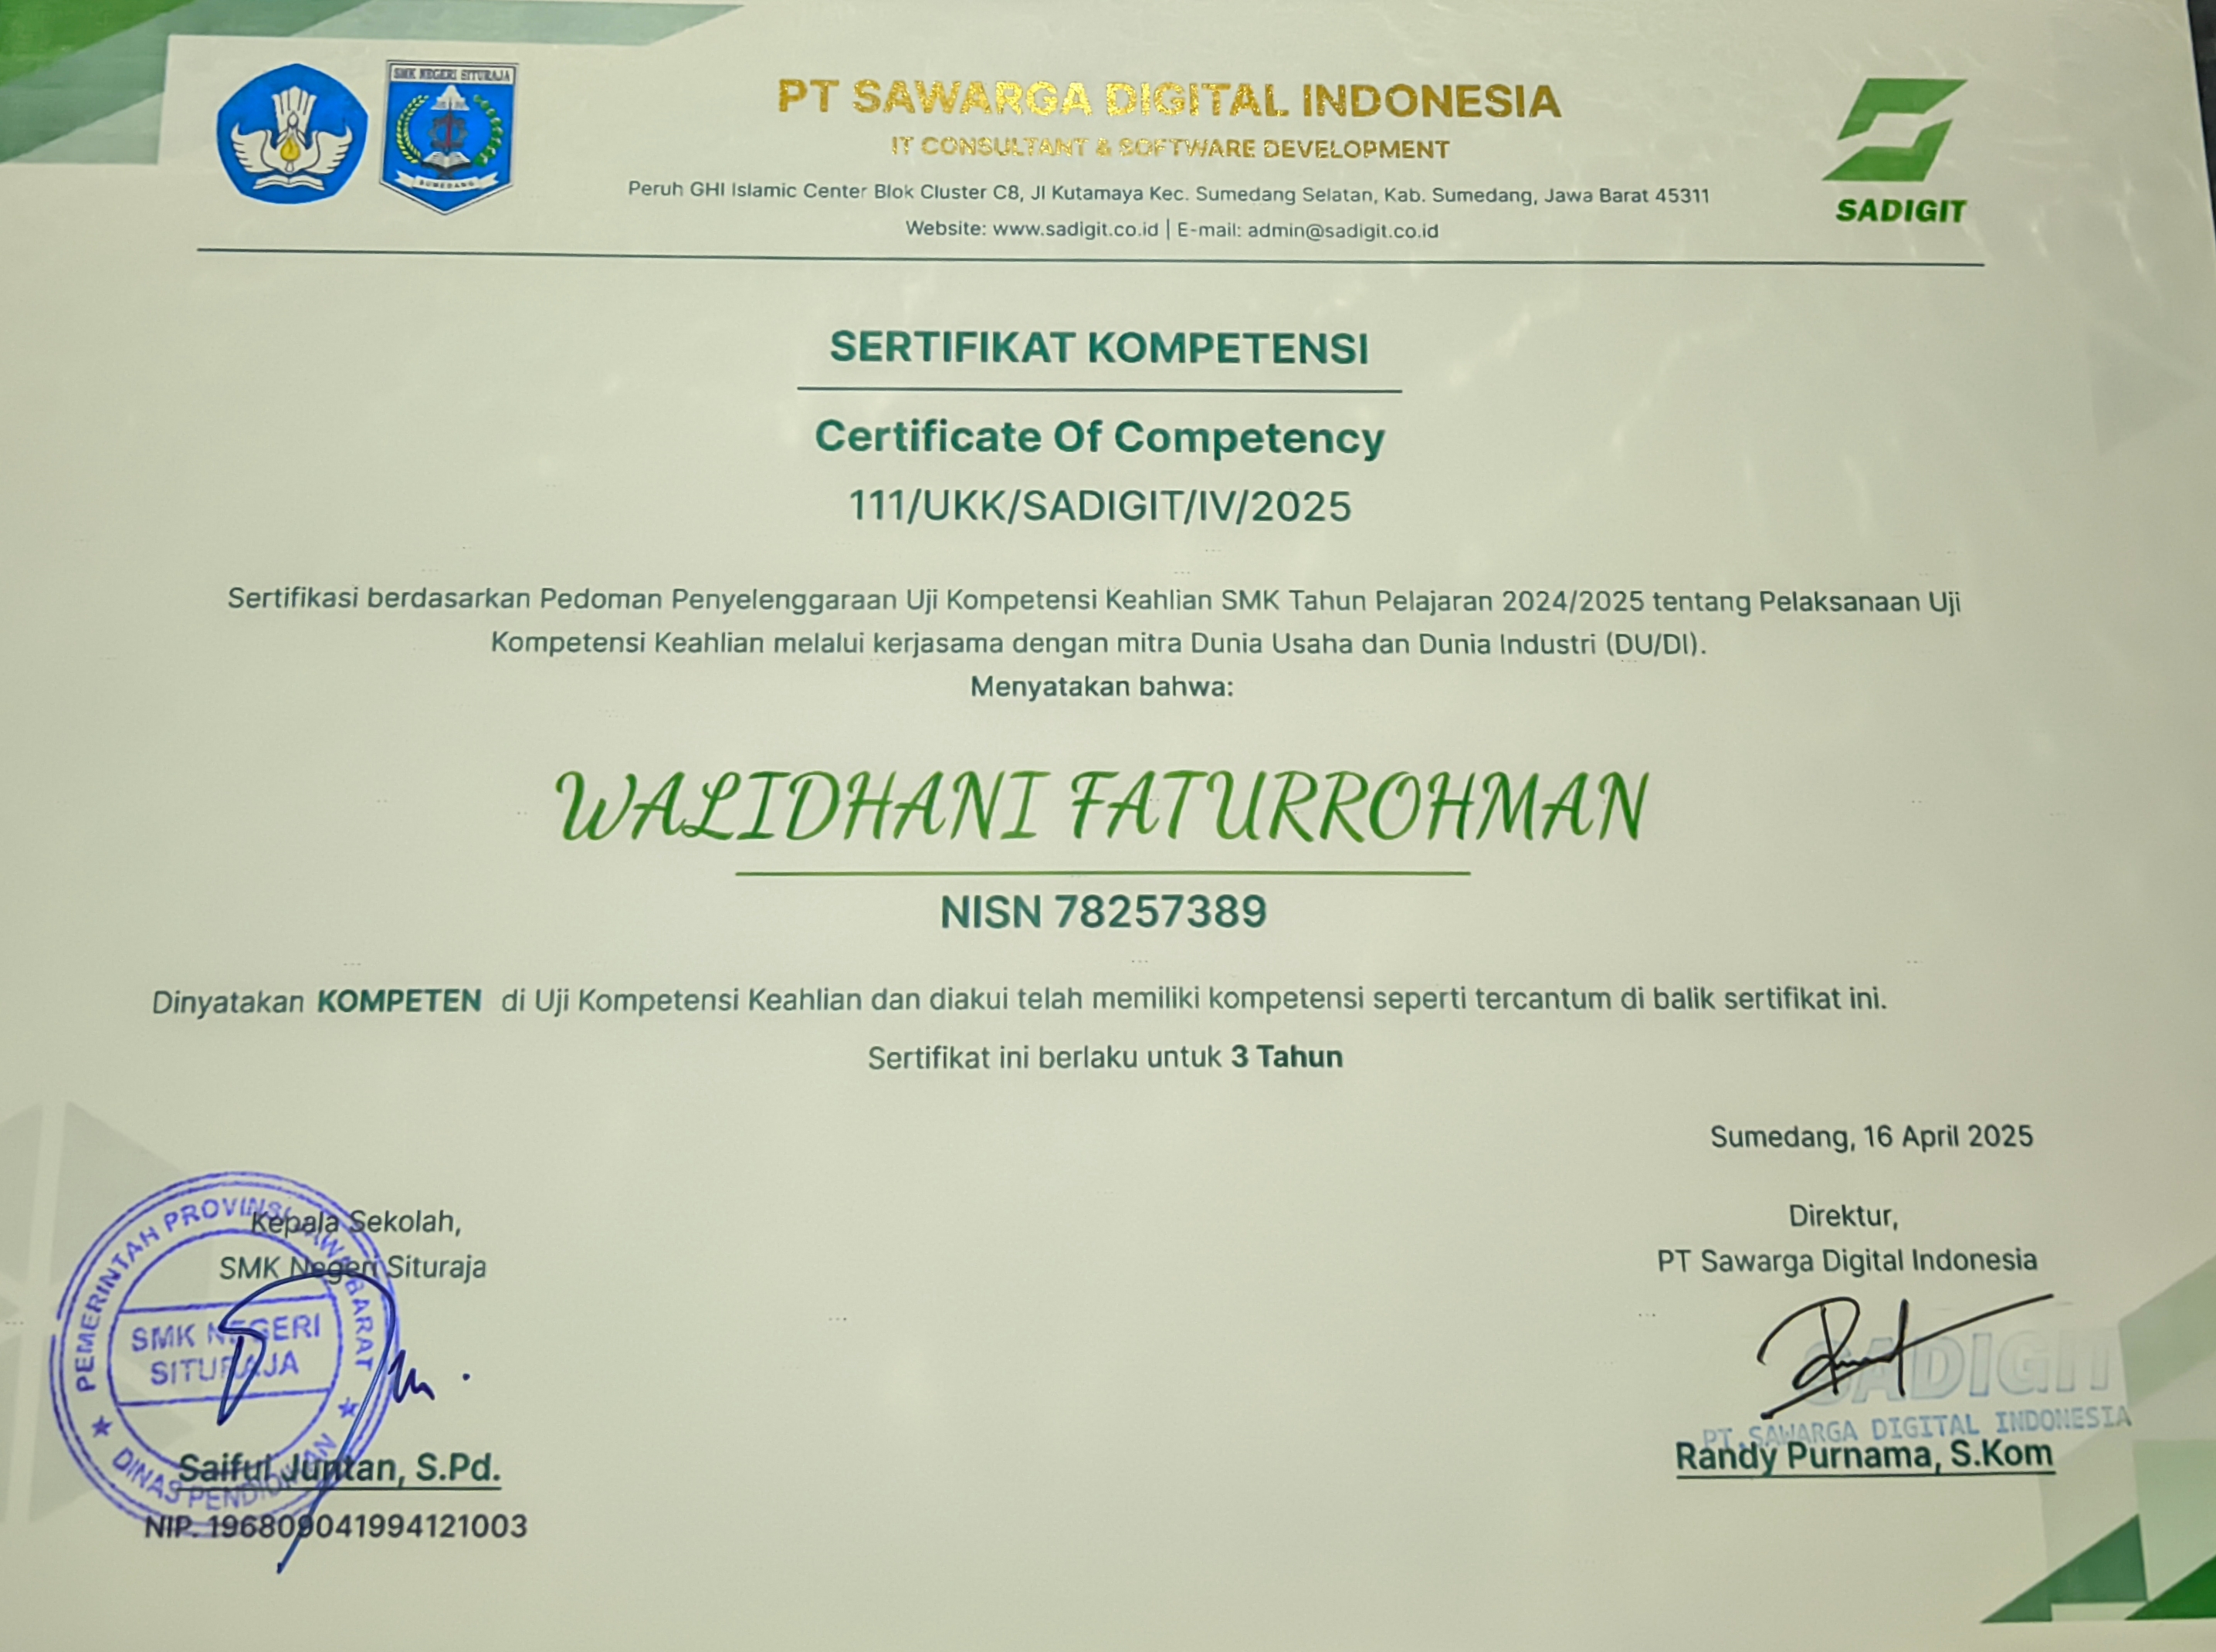 SMK NEGERI SITURAJA
SUMEDANG
PT SAWARGA DIGITAL INDONESIA
IT CONSULTANT & SOFTWARE DEVELOPMENT
Peruh GHI Islamic Center Blok Cluster C8, Jl Kutamaya Kec. Sumedang Selatan, Kab. Sumedang, Jawa Barat 45311
Website: www.sadigit.co.id | E-mail: admin@sadigit.co.id
SADIGIT
SERTIFIKAT KOMPETENSI
Certificate Of Competency
111/UKK/SADIGIT/IV/2025
Sertifikasi berdasarkan Pedoman Penyelenggaraan Uji Kompetensi Keahlian SMK Tahun Pelajaran 2024/2025 tentang Pelaksanaan Uji
Kompetensi Keahlian melalui kerjasama dengan mitra Dunia Usaha dan Dunia Industri (DU/DI).
Menyatakan bahwa:
WALIDHANI FATURROHMAN
NISN 78257389
Dinyatakan KOMPETEN di Uji Kompetensi Keahlian dan diakui telah memiliki kompetensi seperti tercantum di balik sertifikat ini.
Sertifikat ini berlaku untuk 3 Tahun
Sumedang, 16 April 2025
Kepala Sekolah,
SMK Negeri Situraja
PEMERINTAH PROVINSI JAWA BARAT
SMK NEGERI
SITURAJA
DINAS PENDIDIKAN
Saiful Juntan, S.Pd.
NIP. 196809041994121003
Direktur,
PT Sawarga Digital Indonesia
SADIGIT
PT.SAWARGA DIGITAL INDONESIA
Randy Purnama, S.Kom